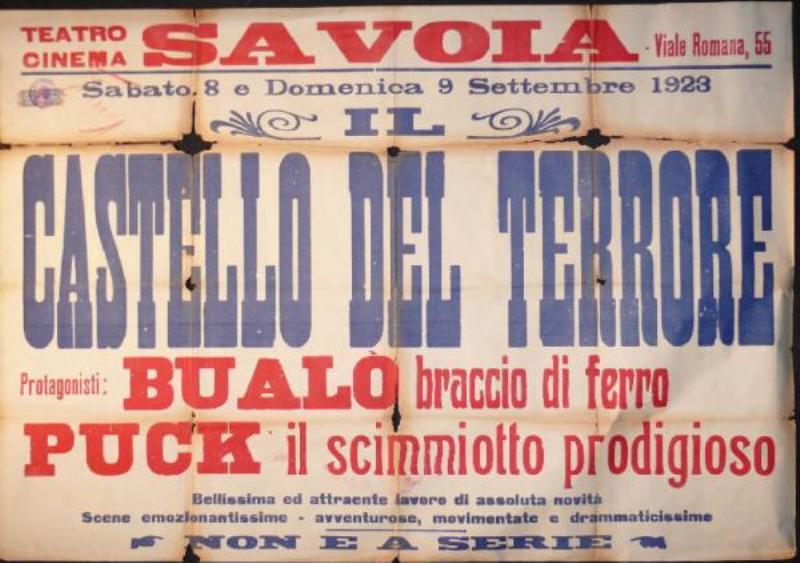 TEATRO CINEMA SAVOIA - Viale Romana, 55
Sabato 8 e Domenica 9 Settembre 1923
IL
CASTELLO DEL TERRORE
Protagonisti: BUALÒ braccio di ferro
PUCK il scimmiotto prodigioso
Bellissima ed attraente lavoro di assoluta novità
Scene emozionantissime - avventurose, movimentate e drammaticissime
NON E A SERIE